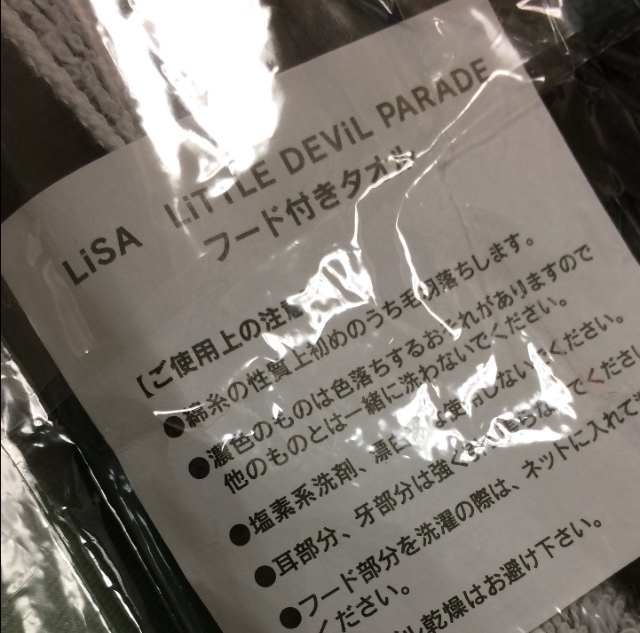 LiSA LiTTLE DEViL PARADE
フード付きタオル
【ご使用上の注意
●綿糸の性質上初めのうち毛羽落ちします。
●濃色のものは色落ちするおそれがありますので
他のものとは一緒に洗わないでください。
●塩素系洗剤、漂白 使用しないでください。
●耳部分、牙部分は強く ないでください
●フード部分を洗濯の際は、ネットに入れて
ください。
乾燥はお避け下さい。